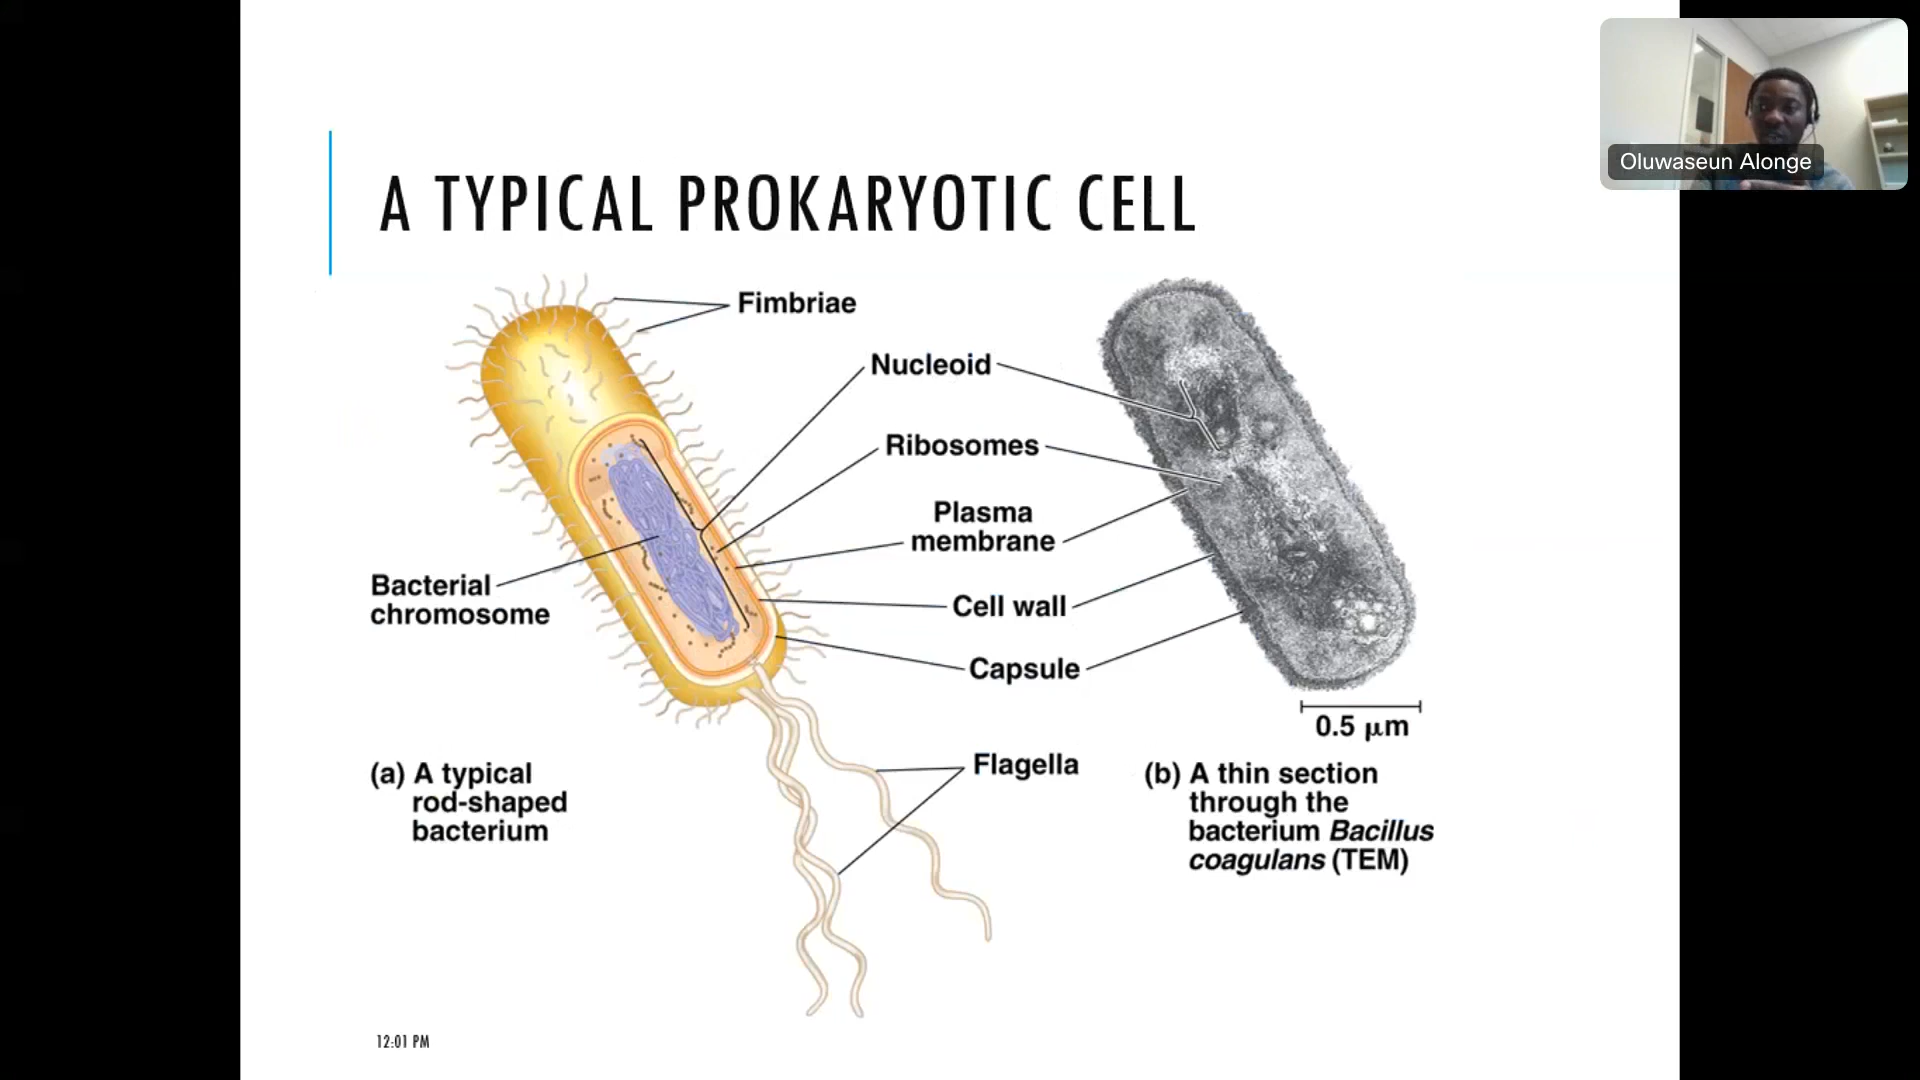 Oluwaseun Alonge
A TYPICAL PROKARYOTIC CELL
Fimbriae
Nucleoid
Ribosomes
Plasma
membrane
Bacterial
chromosome
Cell wall
Capsule
0.5 μm
Flagella
(a) A typical
rod-shaped
bacterium
(b) A thin section
through the
bacterium Bacillus
coagulans (TEM)
12:01 PM